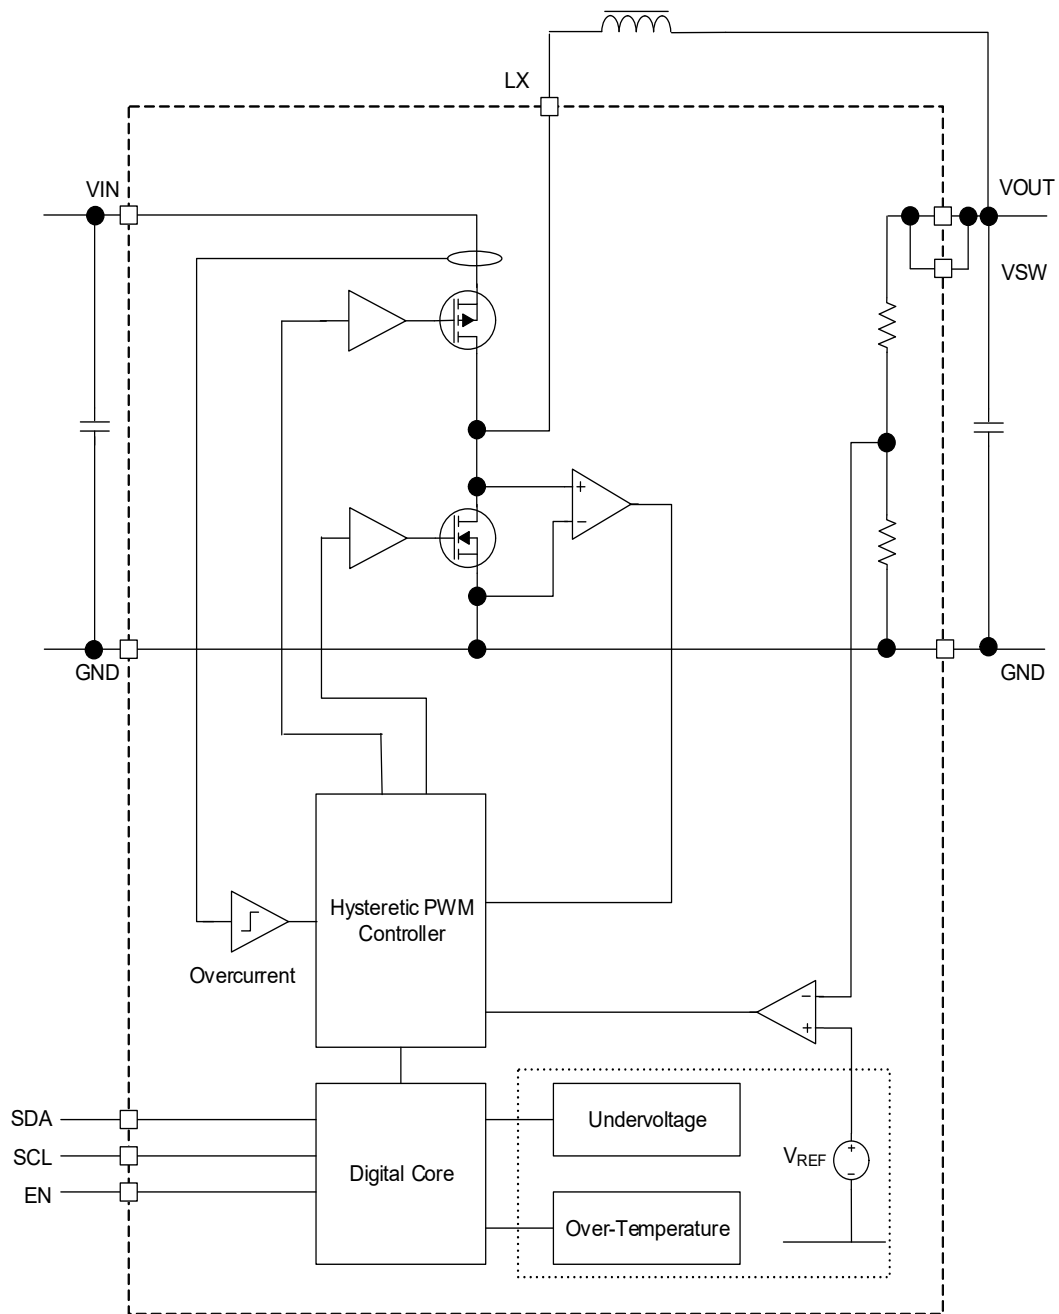 LX
VIN
VOUT
VSW
+
−
GND
GND
Hysteretic PWM
Controller
Overcurrent
−
+
SDA
SCL
EN
Digital Core
Undervoltage
Over-Temperature
VREF
+
−